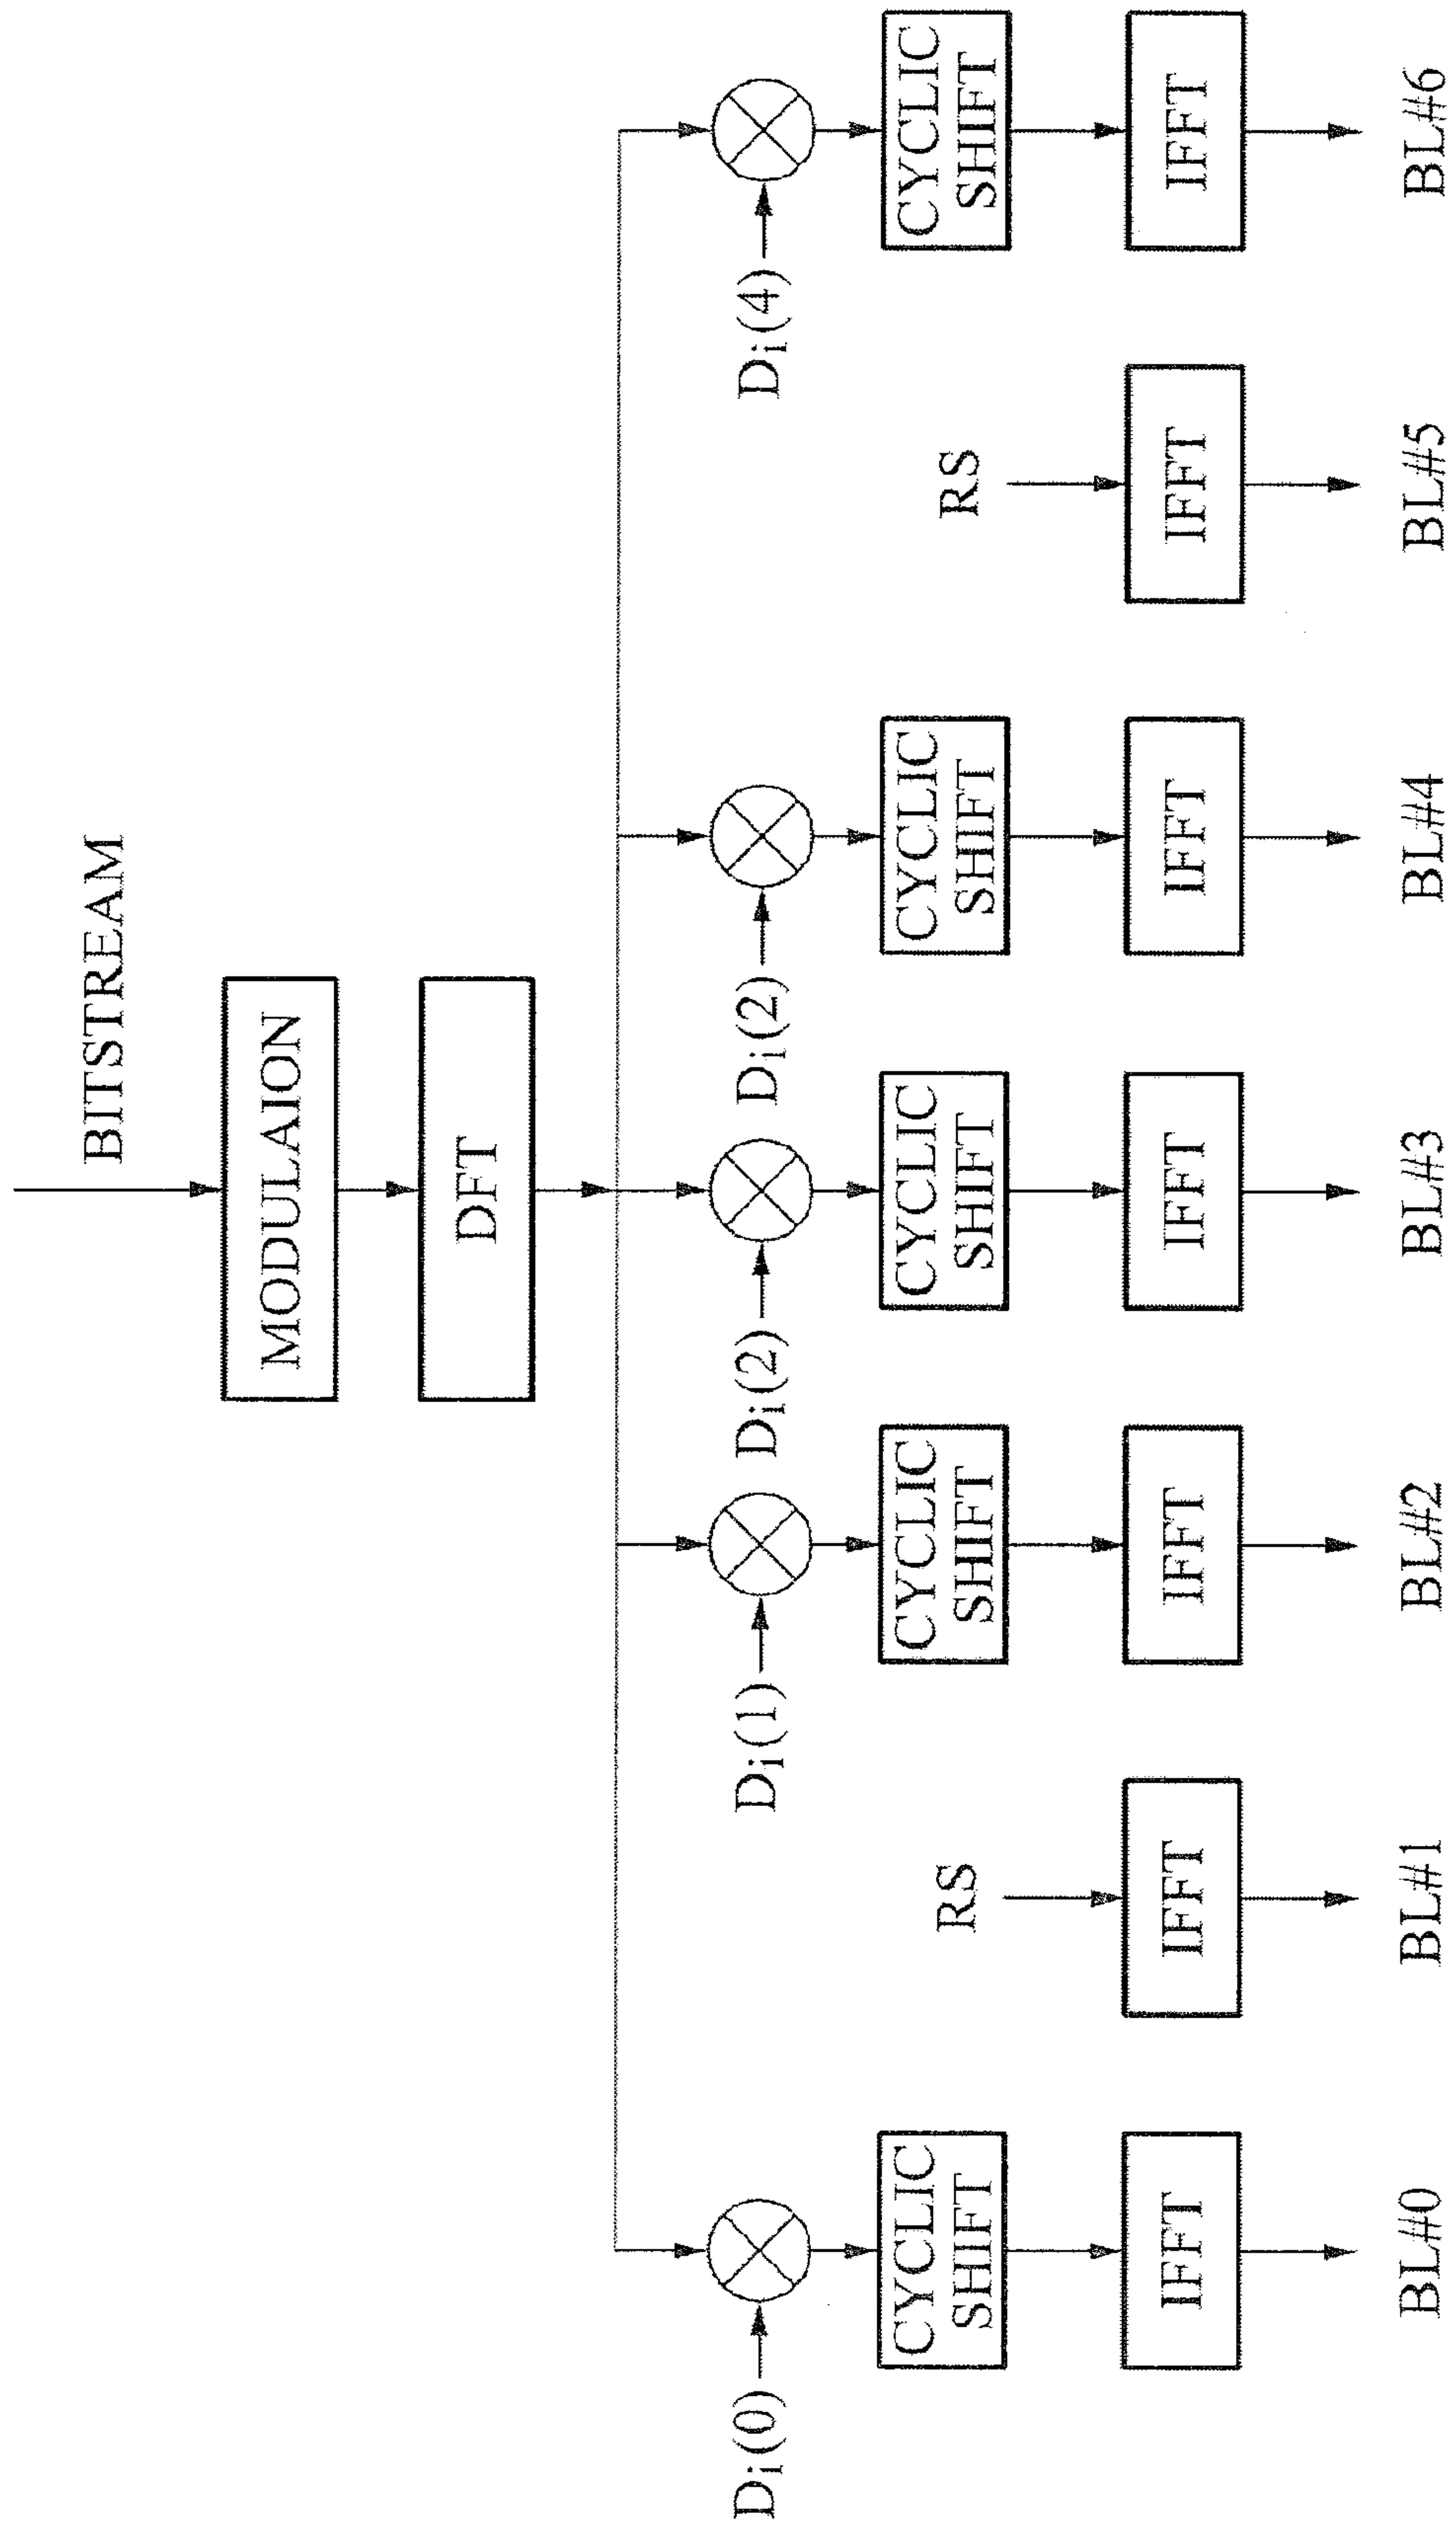 BITSTREAM
MODULAION
DFT
Di(0)
Di(1)
Di(2)
Di(2)
Di(4)
CYCLIC
SHIFT
RS
CYCLIC
SHIFT
CYCLIC
SHIFT
CYCLIC
SHIFT
RS
CYCLIC
SHIFT
IFFT
IFFT
IFFT
IFFT
IFFT
IFFT
IFFT
BL#0
BL#1
BL#2
BL#3
BL#4
BL#5
BL#6